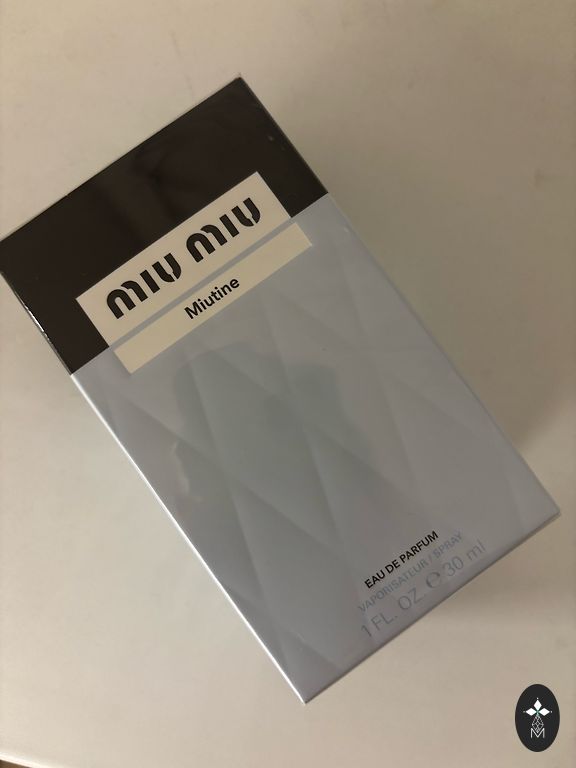 MIU MIU
Miutine
EAU DE PARFUM
VAPORISATEUR / SPRAY
1 FL. OZ. ℮ 30 ml
M